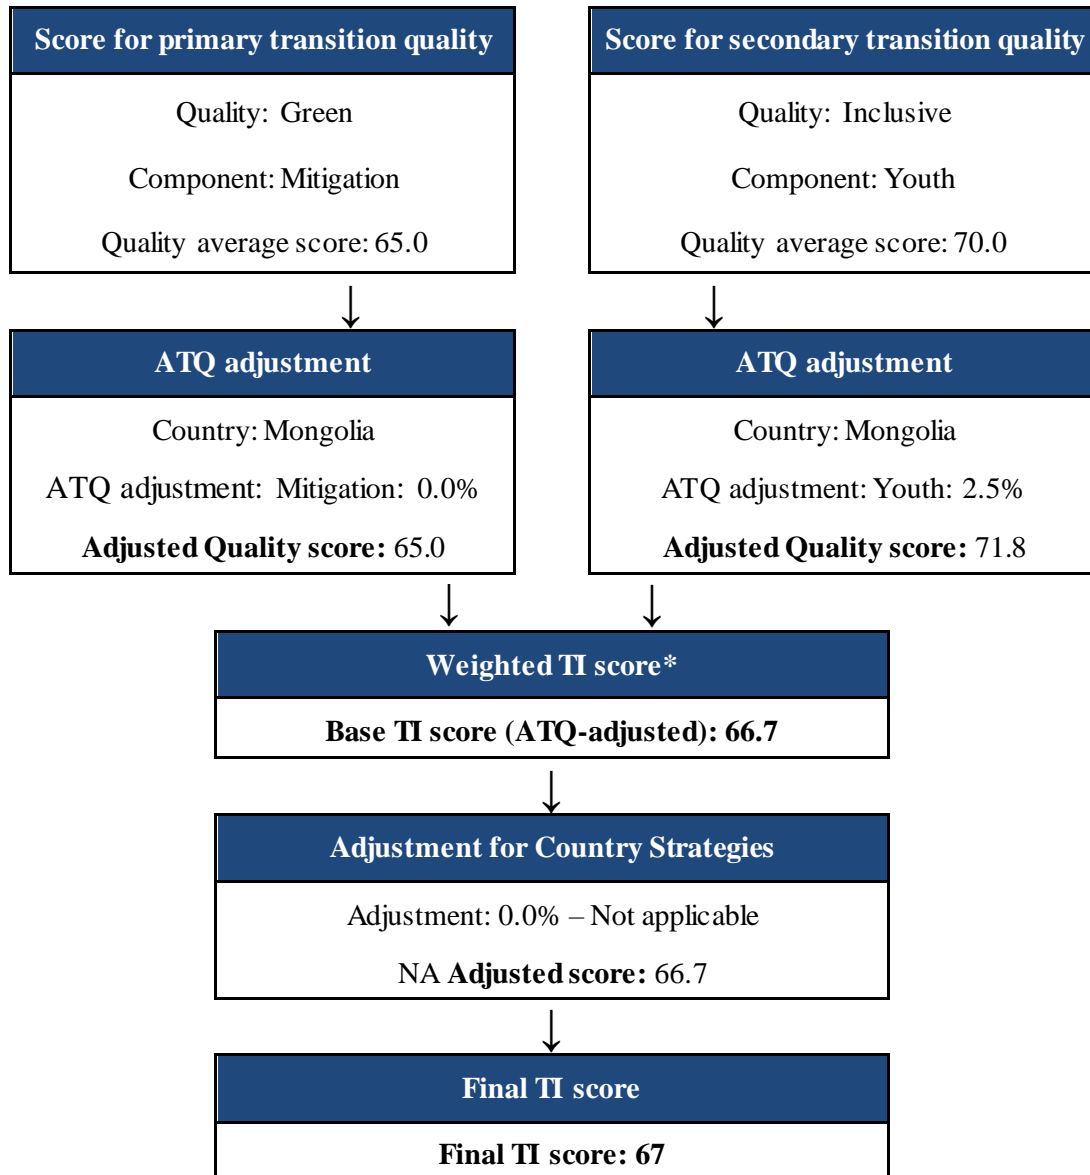 Score for primary transition quality
Quality: Green
Component: Mitigation
Quality average score: 65.0
Score for secondary transition quality
Quality: Inclusive
Component: Youth
Quality average score: 70.0
ATQ adjustment
Country: Mongolia
ATQ adjustment: Mitigation: 0.0%
Adjusted Quality score: 65.0
ATQ adjustment
Country: Mongolia
ATQ adjustment: Youth: 2.5%
Adjusted Quality score: 71.8
Weighted TI score*
Base TI score (ATQ-adjusted): 66.7
Adjustment for Country Strategies
Adjustment: 0.0% – Not applicable
NA Adjusted score: 66.7
Final TI score
Final TI score: 67